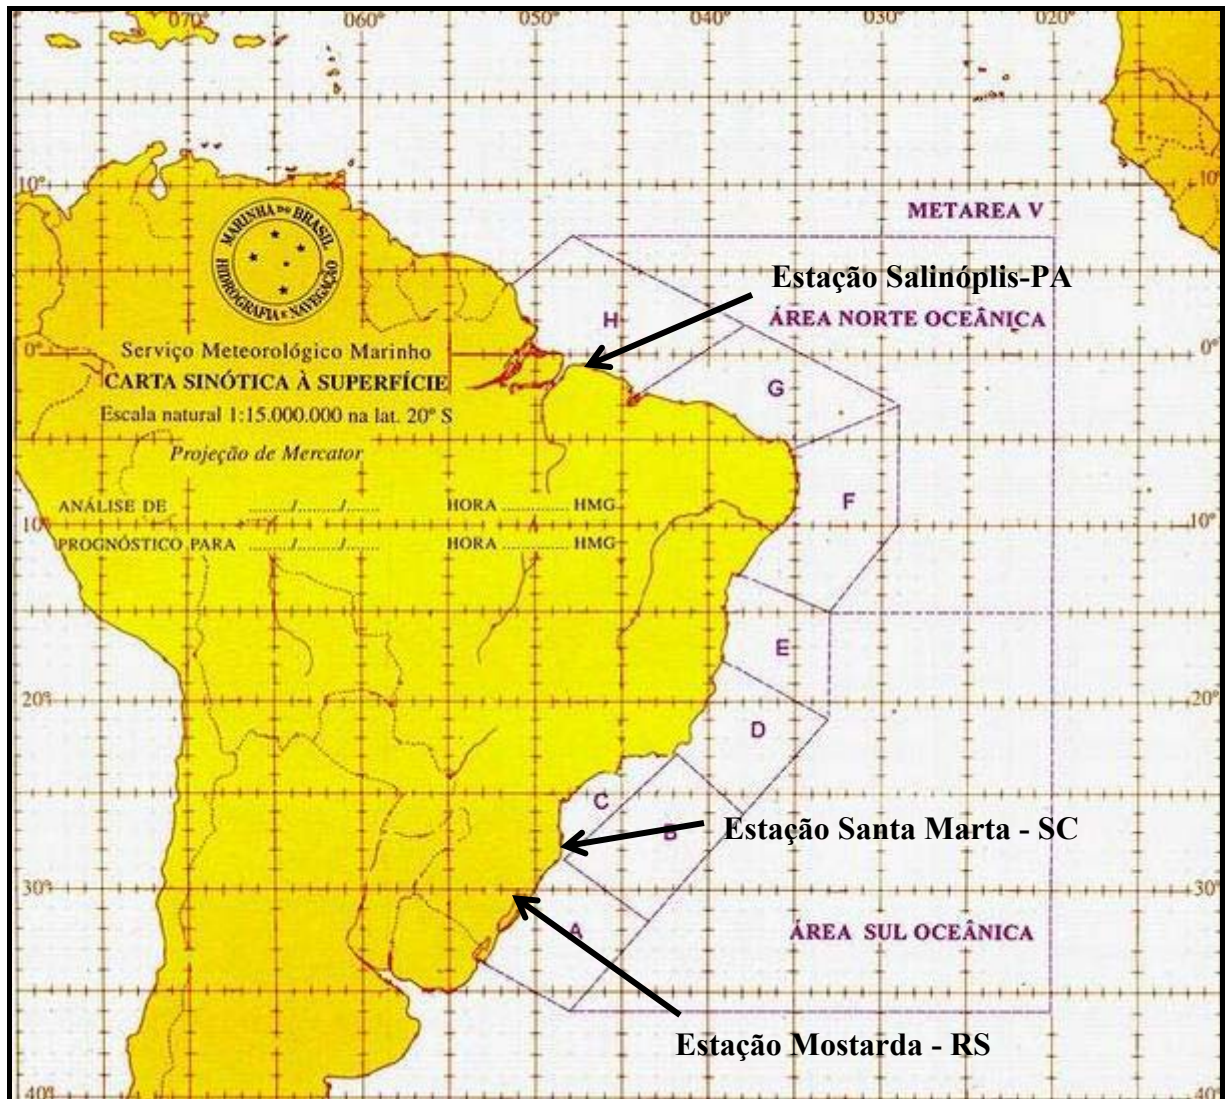 070° 060° 050° 040° 030° 020°
10° 10°
METAREA V
MARINHA DO BRASIL
HIDROGRAFIA E NAVEGAÇÃO
Estação Salinóplis-PA
H
ÁREA NORTE OCEÂNICA
Serviço Meteorológico Marinho
0° 0°
CARTA SINÓTICA À SUPERFÍCIE
G
Escala natural 1:15.000.000 na lat. 20° S
Projeção de Mercator
ANÁLISE DE ......../......../...... HORA ............. HMG
F
10° 10°
PROGNÓSTICO PARA ......../......../...... HORA ............. HMG
E
20° 20°
D
C
B
Estação Santa Marta - SC
30° 30°
A
ÁREA SUL OCEÂNICA
Estação Mostarda - RS
40° 40°